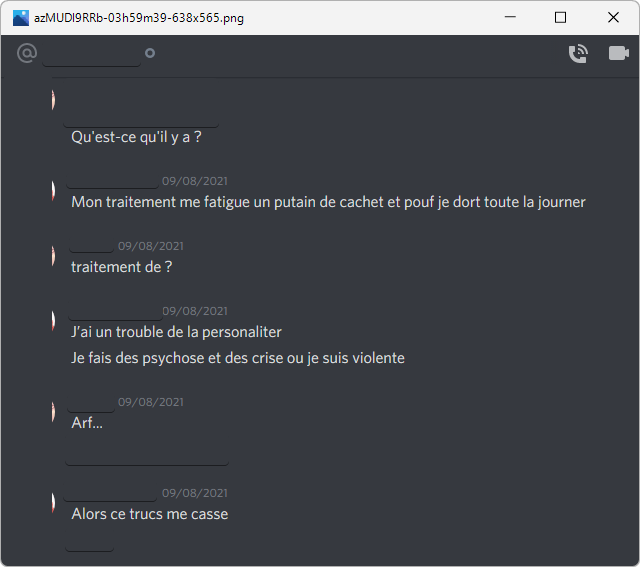 azMUDI9RRb-03h59m39-638x565.png
@
Qu'est-ce qu'il y a ?
09/08/2021
Mon traitement me fatigue un putain de cachet et pouf je dort toute la journer
09/08/2021
traitement de ?
09/08/2021
J'ai un trouble de la personaliter
Je fais des psychose et des crise ou je suis violente
09/08/2021
Arf...
09/08/2021
Alors ce trucs me casse